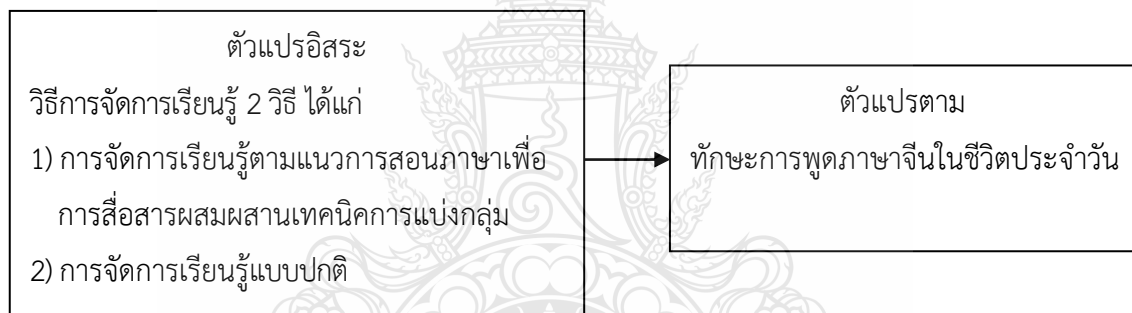 ตัวแปรอิสระ
วิธีการจัดการเรียนรู้ 2 วิธี ได้แก่
1) การจัดการเรียนรู้ตามแนวการสอนภาษาเพื่อ
การสื่อสารผสมผสานเทคนิคการแบ่งกลุ่ม
2) การจัดการเรียนรู้แบบปกติ
ตัวแปรตาม
ทักษะการพูดภาษาจีนในชีวิตประจำวัน